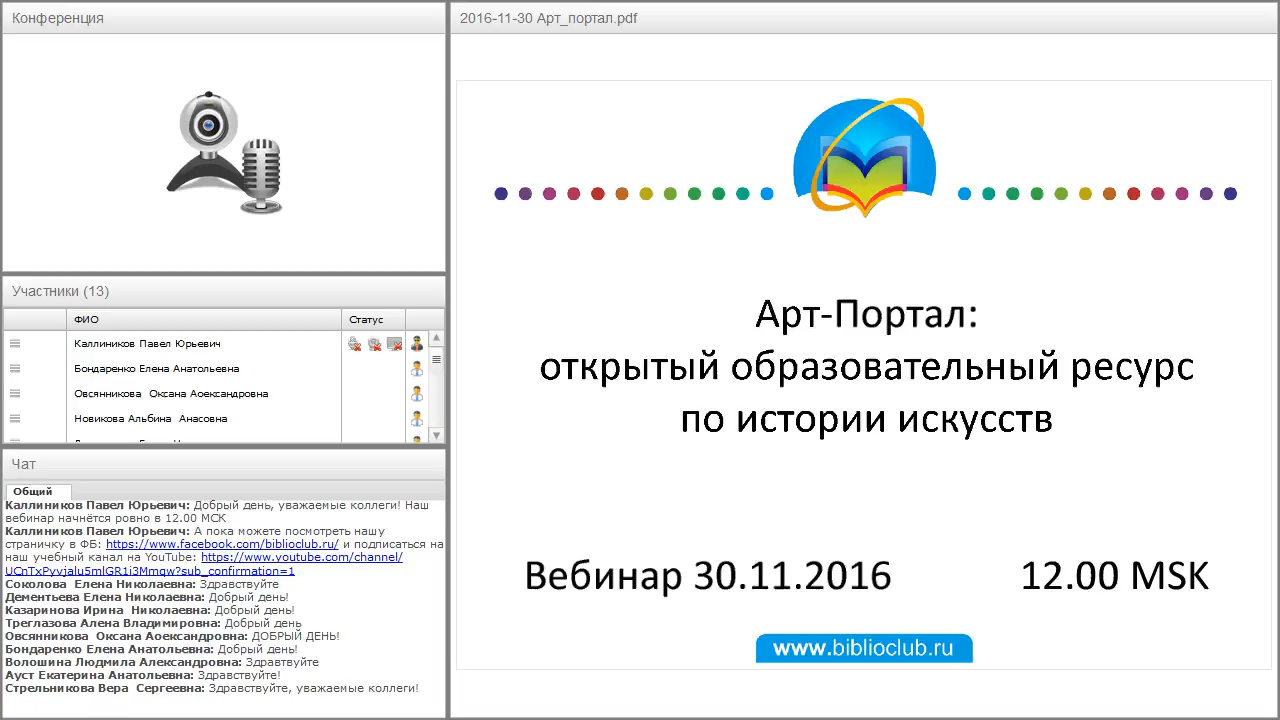 Конференция
Участники (13)
ФИО
Статус
Каллиников Павел Юрьевич
Бондаренко Елена Анатольевна
Овсянникова Оксана Аоександровна
Новикова Альбина Анасовна
Чат
Общий
Каллиников Павел Юрьевич: Добрый день, уважаемые коллеги! Наш
вебинар начнётся ровно в 12.00 МСК
Каллиников Павел Юрьевич: А пока можете посмотреть нашу
страничку в ФБ: https://www.facebook.com/biblioclub.ru/ и подписаться на
наш учебный канал на YouTube: https://www.youtube.com/channel/
Соколова Елена Николаевна: Здравствуйте
Дементьева Елена Николаевна: Добрый день!
Казаринова Ирина Николаевна: Добрый день!
Треглазова Алена Владимировна: Добрый день
Овсянникова Оксана Аоександровна: ДОБРЫЙ ДЕНЬ!
Бондаренко Елена Анатольевна: Добрый день!
Волошина Людмила Александровна: Здравтвуйте
Ауст Екатерина Анатольевна: Здравствуйте!
Стрельникова Вера Сергеевна: Здравствуйте, уважаемые коллеги!
2016-11-30 Арт_портал.pdf
Арт-Портал:
открытый образовательный ресурс
по истории искусств
Вебинар 30.11.2016 12.00 MSK
www.biblioclub.ru